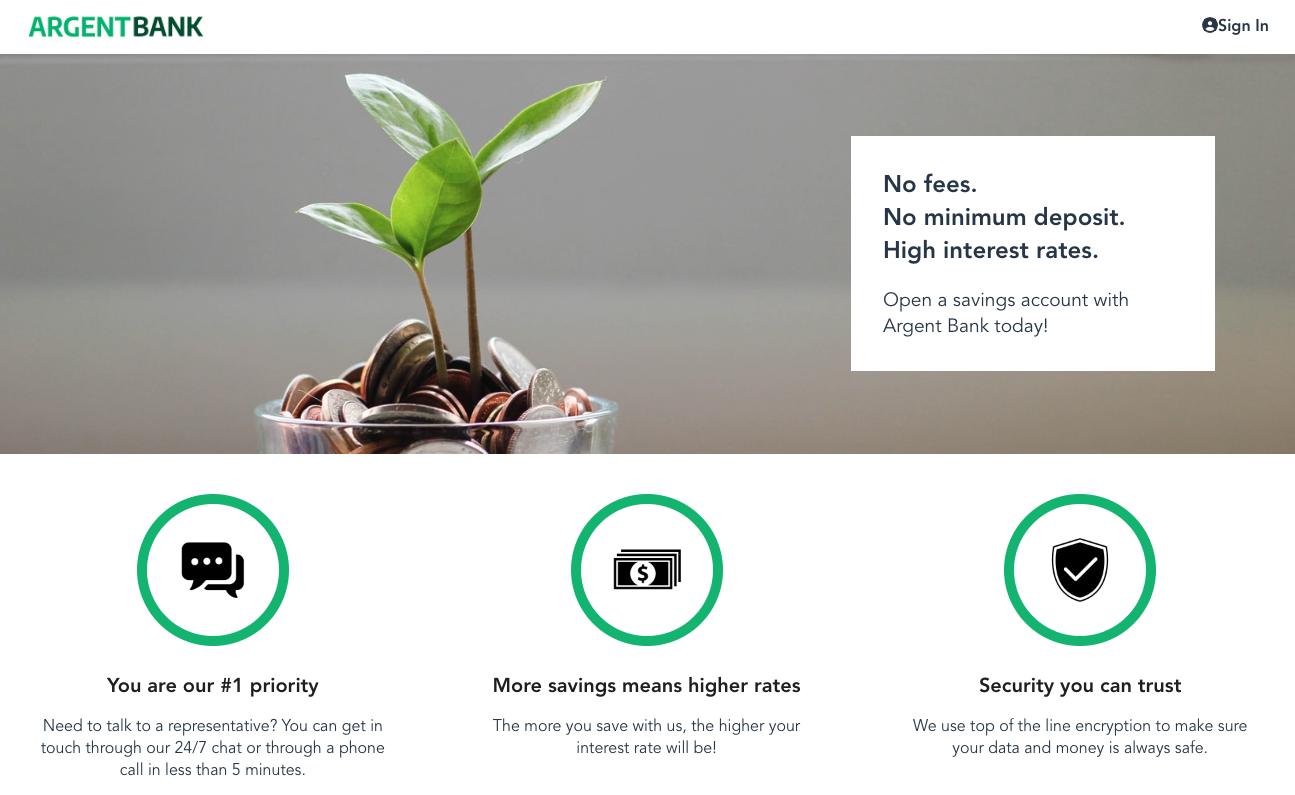 ARGENTBANK
Sign In
No fees.
No minimum deposit.
High interest rates.
Open a savings account with
Argent Bank today!
You are our #1 priority
Need to talk to a representative? You can get in
touch through our 24/7 chat or through a phone
call in less than 5 minutes.
More savings means higher rates
The more you save with us, the higher your
interest rate will be!
Security you can trust
We use top of the line encryption to make sure
your data and money is always safe.